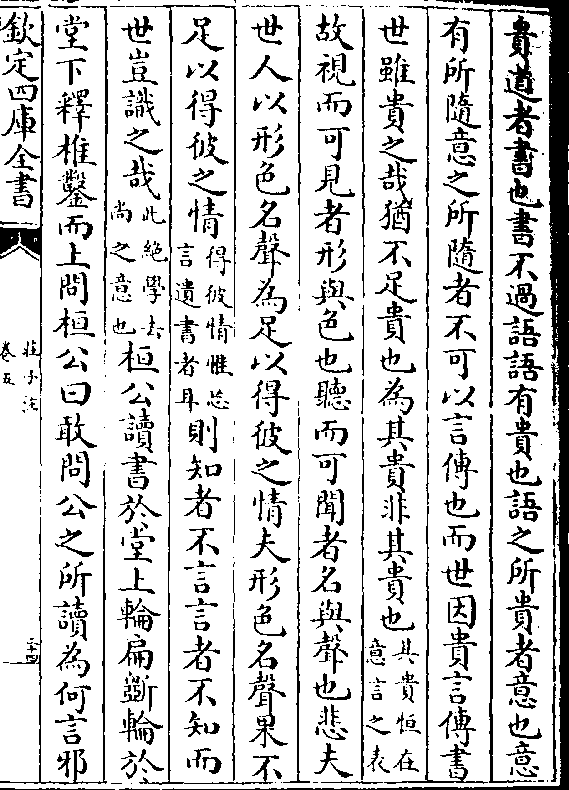 貴道者書也書不過語語有貴也語之所貴者意也意
有所隨意之所隨者不可以言傳也而世因貴言傳書
世雖貴之哉猶不足貴也為其貴非其貴也其貴恒在意言之表
故視而可見者形與色也聽而可聞者名與聲也悲夫
世人以形色名聲為足以得彼之情夫形色名聲果不
足以得彼之情得彼情惟忘言遺書者耳則知者不言言者不知而
世豈識之哉此絶學去尚之意也桓公讀書於堂上輪扁斵輪於
堂下釋椎鑿而上問桓公曰敢問公之所讀為何言邪
欽定四庫全書
莊子注
卷五
三十四